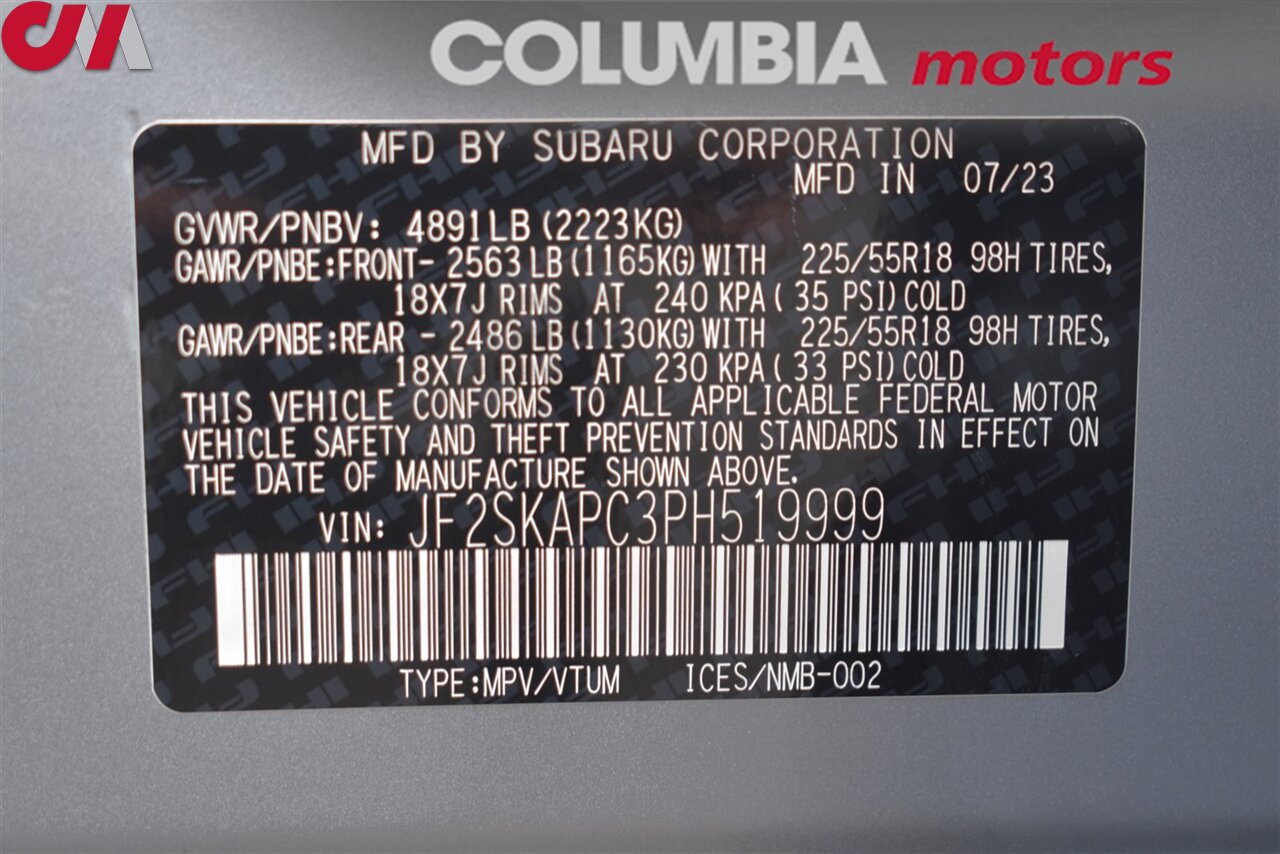 CM
COLUMBIA motors
MFD BY SUBARU CORPORATION
MFD IN 07/23
GVWR/PNBV: 4891LB (2223KG)
GAWR/PNBE:FRONT- 2563 LB (1165KG) WITH 225/55R18 98H TIRES,
18X7J RIMS AT 240 KPA ( 35 PSI) COLD
GAWR/PNBE:REAR - 2486 LB (1130KG) WITH 225/55R18 98H TIRES,
18X7J RIMS AT 230 KPA ( 33 PSI) COLD
THIS VEHICLE CONFORMS TO ALL APPLICABLE FEDERAL MOTOR
VEHICLE SAFETY AND THEFT PREVENTION STANDARDS IN EFFECT ON
THE DATE OF MANUFACTURE SHOWN ABOVE.
VIN: JF2SKAPC3PH519999
TYPE:MPV/VTUM ICES/NMB-002